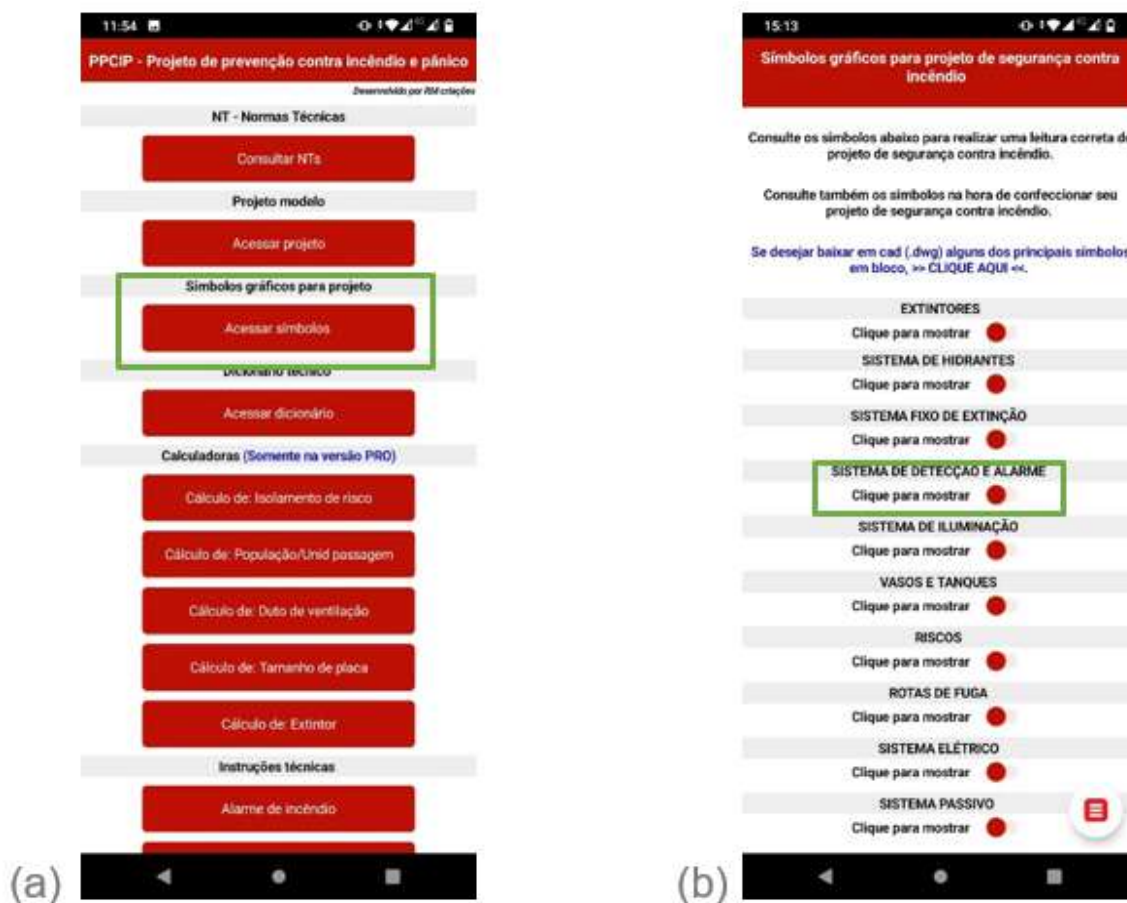 11:54
PPCIP - Projeto de prevenção contra incêndio e pânico
Desenvolvido por RM criações
NT - Normas Técnicas
Consultar NTs
Projeto modelo
Acessar projeto
Símbolos gráficos para projeto
Acessar símbolos
Dicionário técnico
Acessar dicionário
Calculadoras (Somente na versão PRO)
Cálculo de: Isolamento de risco
Cálculo de: População/Unid passagem
Cálculo de: Duto de ventilação
Cálculo de: Tamanho de placa
Cálculo de: Extintor
Instruções técnicas
Alarme de incêndio
(a)
15:13
Símbolos gráficos para projeto de segurança contra
incêndio
Consulte os símbolos abaixo para realizar uma leitura correta do
projeto de segurança contra incêndio.
Consulte também os símbolos na hora de confeccionar seu
projeto de segurança contra incêndio.
Se desejar baixar em cad (.dwg) alguns dos principais símbolos
em bloco, >> CLIQUE AQUI <<.
EXTINTORES
Clique para mostrar
SISTEMA DE HIDRANTES
Clique para mostrar
SISTEMA FIXO DE EXTINÇÃO
Clique para mostrar
SISTEMA DE DETECÇÃO E ALARME
Clique para mostrar
SISTEMA DE ILUMINAÇÃO
Clique para mostrar
VASOS E TANQUES
Clique para mostrar
RISCOS
Clique para mostrar
ROTAS DE FUGA
Clique para mostrar
SISTEMA ELÉTRICO
Clique para mostrar
SISTEMA PASSIVO
Clique para mostrar
(b)